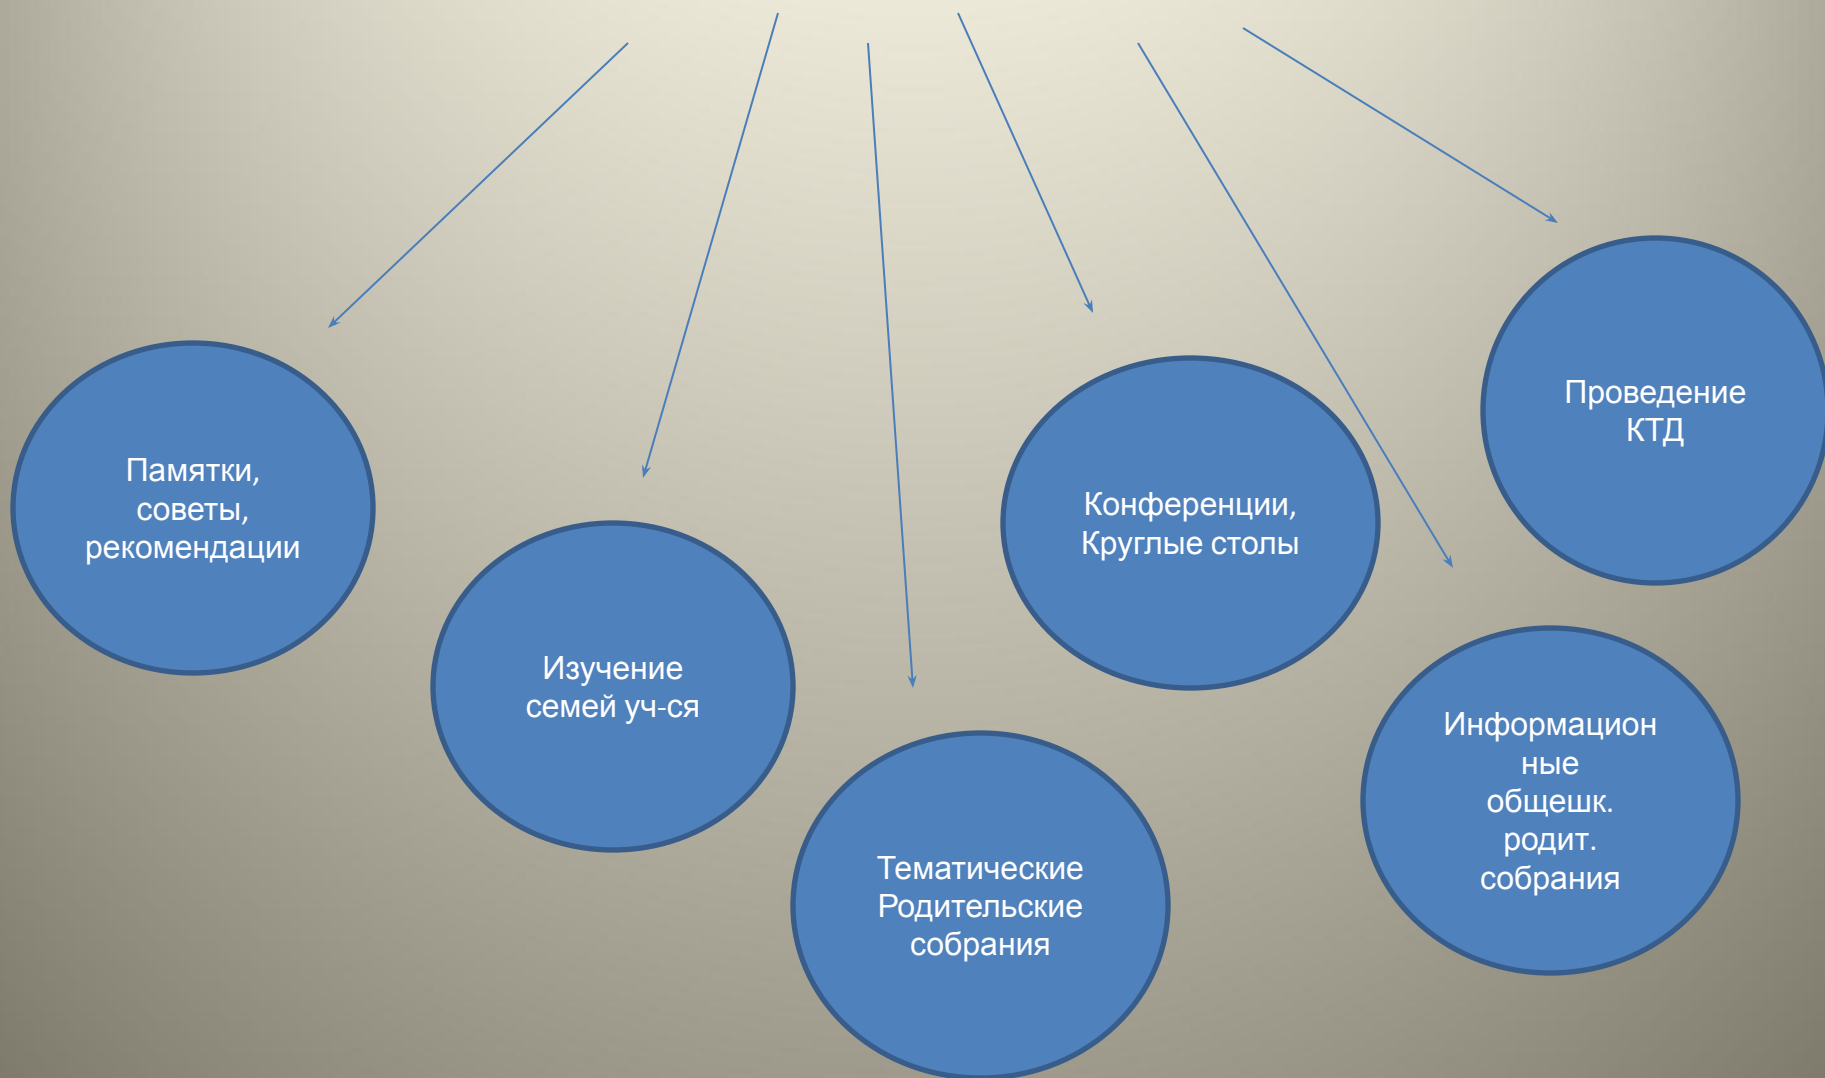 Памятки,
советы,
рекомендации
Изучение
семей уч-ся
Тематические
Родительские
собрания
Конференции,
Круглые столы
Информацион
ные
общешк.
родит.
собрания
Проведение
КТД